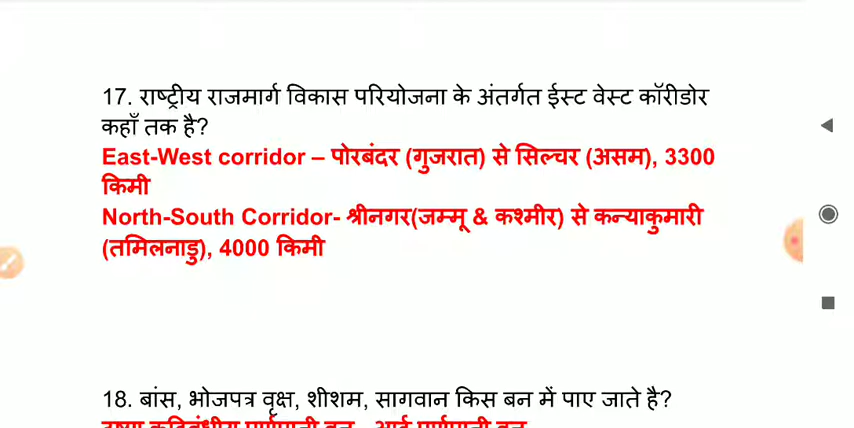 17. राष्ट्रीय राजमार्ग विकास परियोजना के अंतर्गत ईस्ट वेस्ट कॉरीडोर
कहाँ तक है?
East-West corridor – पोरबंदर (गुजरात) से सिल्चर (असम), 3300
किमी
North-South Corridor- श्रीनगर(जम्मू & कश्मीर) से कन्याकुमारी
(तमिलनाडु), 4000 किमी
18. बांस, भोजपत्र वृक्ष, शीशम, सागवान किस बन में पाए जाते है?